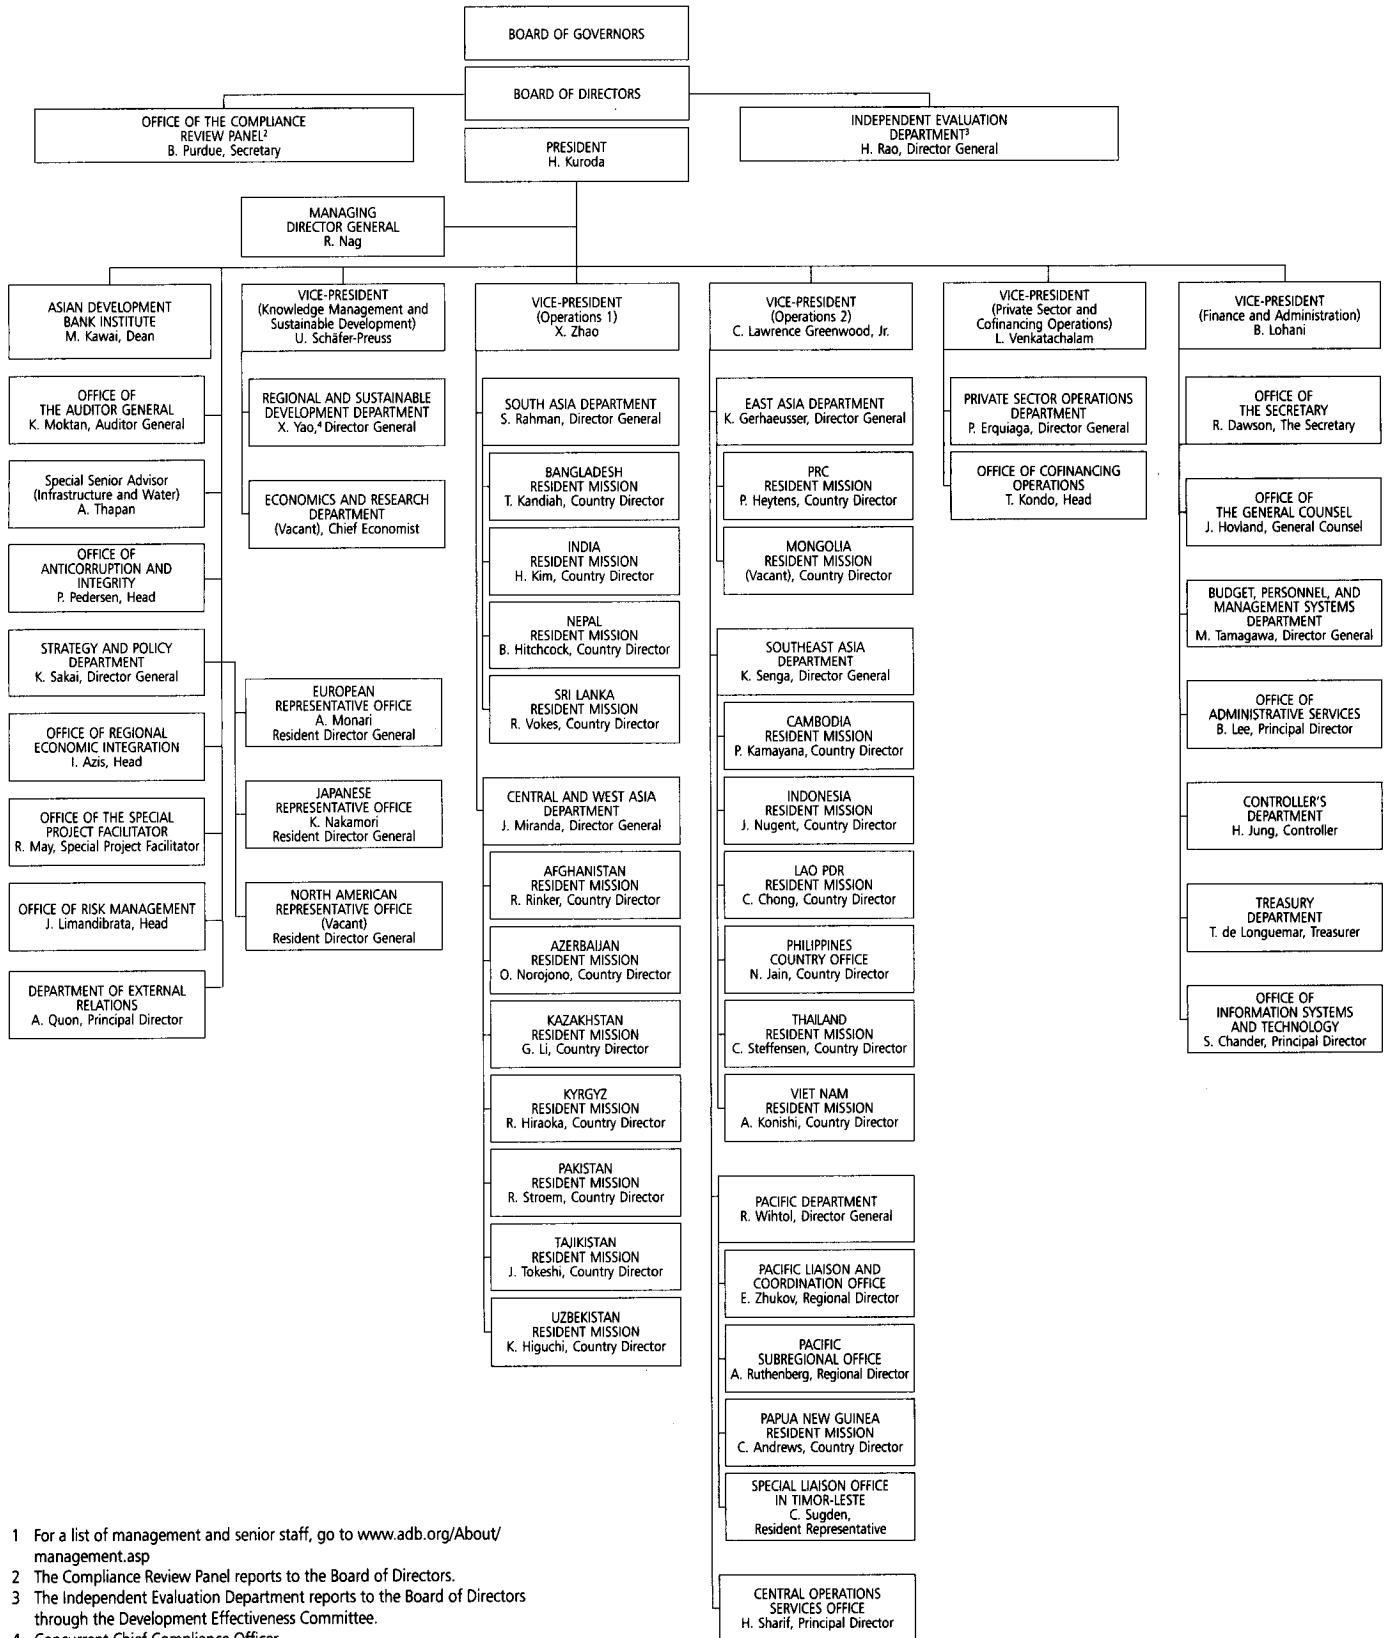 BOARD OF GOVERNORS
BOARD OF DIRECTORS
OFFICE OF THE COMPLIANCE
REVIEW PANEL²
B. Purdue, Secretary
INDEPENDENT EVALUATION
DEPARTMENT³
H. Rao, Director General
PRESIDENT
H. Kuroda
MANAGING
DIRECTOR GENERAL
R. Nag
ASIAN DEVELOPMENT
BANK INSTITUTE
M. Kawai, Dean
OFFICE OF
THE AUDITOR GENERAL
K. Moktan, Auditor General
Special Senior Advisor
(Infrastructure and Water)
A. Thapan
OFFICE OF
ANTICORRUPTION AND
INTEGRITY
P. Pedersen, Head
STRATEGY AND POLICY
DEPARTMENT
K. Sakai, Director General
OFFICE OF REGIONAL
ECONOMIC INTEGRATION
I. Azis, Head
OFFICE OF THE SPECIAL
PROJECT FACILITATOR
R. May, Special Project Facilitator
OFFICE OF RISK MANAGEMENT
J. Limandibrata, Head
DEPARTMENT OF EXTERNAL
RELATIONS
A. Quon, Principal Director
VICE-PRESIDENT
(Knowledge Management and
Sustainable Development)
U. Schäfer-Preuss
REGIONAL AND SUSTAINABLE
DEVELOPMENT DEPARTMENT
X. Yao,⁴ Director General
ECONOMICS AND RESEARCH
DEPARTMENT
(Vacant), Chief Economist
EUROPEAN
REPRESENTATIVE OFFICE
A. Monari
Resident Director General
JAPANESE
REPRESENTATIVE OFFICE
K. Nakamori
Resident Director General
NORTH AMERICAN
REPRESENTATIVE OFFICE
(Vacant)
Resident Director General
VICE-PRESIDENT
(Operations 1)
X. Zhao
SOUTH ASIA DEPARTMENT
S. Rahman, Director General
BANGLADESH
RESIDENT MISSION
T. Kandiah, Country Director
INDIA
RESIDENT MISSION
H. Kim, Country Director
NEPAL
RESIDENT MISSION
B. Hitchcock, Country Director
SRI LANKA
RESIDENT MISSION
R. Vokes, Country Director
CENTRAL AND WEST ASIA
DEPARTMENT
J. Miranda, Director General
AFGHANISTAN
RESIDENT MISSION
R. Rinker, Country Director
AZERBAIJAN
RESIDENT MISSION
O. Norojono, Country Director
KAZAKHSTAN
RESIDENT MISSION
G. Li, Country Director
KYRGYZ
RESIDENT MISSION
R. Hiraoka, Country Director
PAKISTAN
RESIDENT MISSION
R. Stroem, Country Director
TAJIKISTAN
RESIDENT MISSION
J. Tokeshi, Country Director
UZBEKISTAN
RESIDENT MISSION
K. Higuchi, Country Director
VICE-PRESIDENT
(Operations 2)
C. Lawrence Greenwood, Jr.
EAST ASIA DEPARTMENT
K. Gerhaeusser, Director General
PRC
RESIDENT MISSION
P. Heytens, Country Director
MONGOLIA
RESIDENT MISSION
(Vacant), Country Director
SOUTHEAST ASIA
DEPARTMENT
K. Senga, Director General
CAMBODIA
RESIDENT MISSION
P. Kamayana, Country Director
INDONESIA
RESIDENT MISSION
J. Nugent, Country Director
LAO PDR
RESIDENT MISSION
C. Chong, Country Director
PHILIPPINES
COUNTRY OFFICE
N. Jain, Country Director
THAILAND
RESIDENT MISSION
C. Steffensen, Country Director
VIET NAM
RESIDENT MISSION
A. Konishi, Country Director
PACIFIC DEPARTMENT
R. Wihtol, Director General
PACIFIC LIAISON AND
COORDINATION OFFICE
E. Zhukov, Regional Director
PACIFIC
SUBREGIONAL OFFICE
A. Ruthenberg, Regional Director
PAPUA NEW GUINEA
RESIDENT MISSION
C. Andrews, Country Director
SPECIAL LIAISON OFFICE
IN TIMOR-LESTE
C. Sugden,
Resident Representative
CENTRAL OPERATIONS
SERVICES OFFICE
H. Sharif, Principal Director
VICE-PRESIDENT
(Private Sector and
Cofinancing Operations)
L. Venkatachalam
PRIVATE SECTOR OPERATIONS
DEPARTMENT
P. Erquiaga, Director General
OFFICE OF COFINANCING
OPERATIONS
T. Kondo, Head
VICE-PRESIDENT
(Finance and Administration)
B. Lohani
OFFICE OF
THE SECRETARY
R. Dawson, The Secretary
OFFICE OF
THE GENERAL COUNSEL
J. Hovland, General Counsel
BUDGET, PERSONNEL, AND
MANAGEMENT SYSTEMS
DEPARTMENT
M. Tamagawa, Director General
OFFICE OF
ADMINISTRATIVE SERVICES
B. Lee, Principal Director
CONTROLLER'S
DEPARTMENT
H. Jung, Controller
TREASURY
DEPARTMENT
T. de Longuemar, Treasurer
OFFICE OF
INFORMATION SYSTEMS
AND TECHNOLOGY
S. Chander, Principal Director
1 For a list of management and senior staff, go to www.adb.org/About/
management.asp
2 The Compliance Review Panel reports to the Board of Directors.
3 The Independent Evaluation Department reports to the Board of Directors
through the Development Effectiveness Committee.
4 Concurrent Chief Compliance Officer